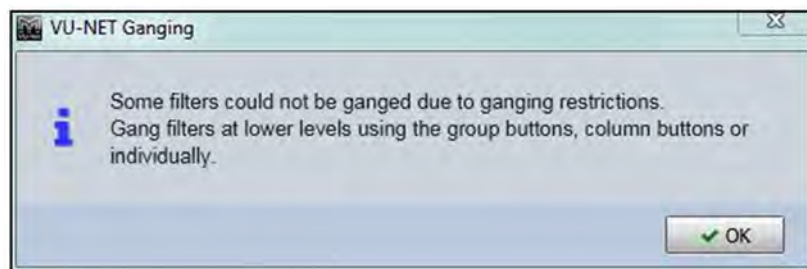 VU-NET Ganging
Some filters could not be ganged due to ganging restrictions.
Gang filters at lower levels using the group buttons, column buttons or
individually.
OK